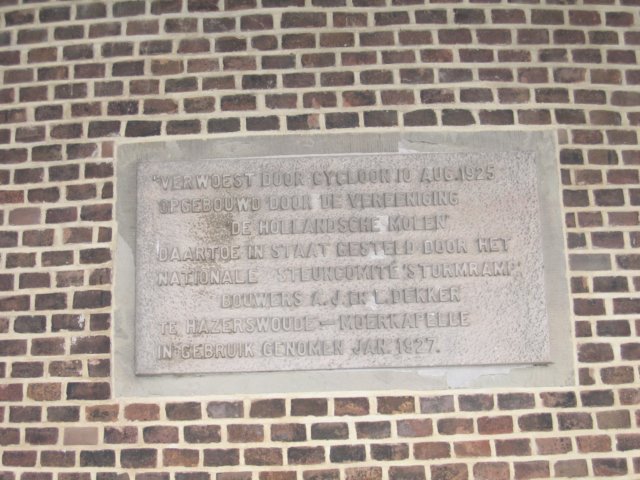 "VERWOEST DOOR CYCLOON 10 AUG. 1925
OPGEBOUWD DOOR DE VEREENIGING
"DE HOLLANDSCHE MOLEN"
DAARTOE IN STAAT GESTELD DOOR HET
NATIONALE STEUNCOMITÉ "STORMRAMP".
BOUWERS A.J. EN L. DEKKER
TE HAZERSWOUDE — MOERKAPELLE
IN GEBRUIK GENOMEN JAN. 1927.